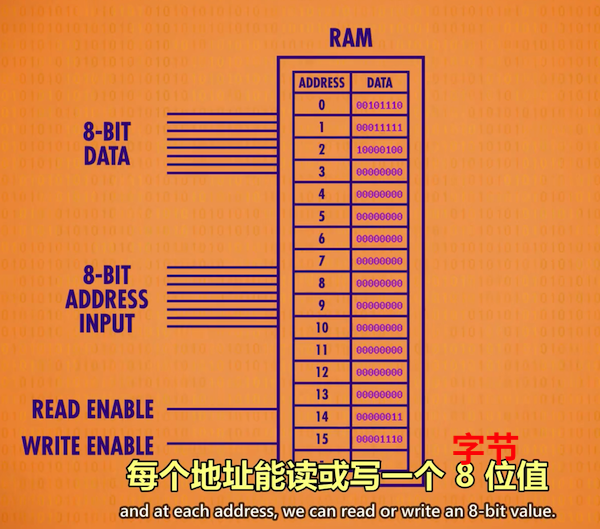 RAM
ADDRESS DATA
0 00101110
1 00011111
2 10000100
3 00000000
4 00000000
5 00000000
6 00000000
7 00000000
8 00000000
9 00000000
10 00000000
11 00000000
12 00000000
13 00000000
14 00000011
15 00001110
8-BIT
DATA
8-BIT
ADDRESS
INPUT
READ ENABLE
WRITE ENABLE
字节
每个地址能读或写一个 8 位值
and at each address, we can read or write an 8-bit value.